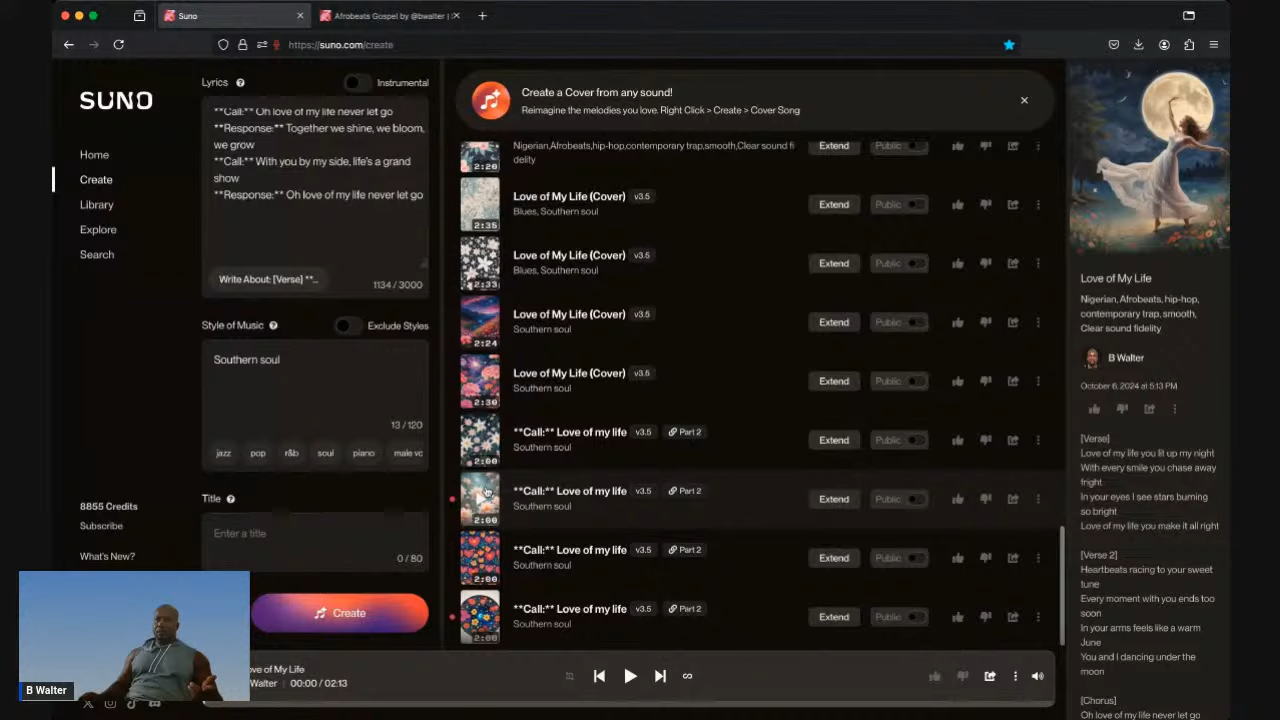 Suno
Afrobeats Gospel by @bwalter |
https://suno.com/create
SUNO
Home
Create
Library
Explore
Search
8855 Credits
Subscribe
What's New?
Lyrics
Instrumental
**Call:** Oh love of my life never let go
**Response:** Together we shine, we bloom,
we grow
**Call:** With you by my side, life's a grand
show
**Response:** Oh love of my life never let go
Write About: [Verse] **...
1134 / 3000
Style of Music
Exclude Styles
Southern soul
13 / 120
jazz
pop
r&b
soul
piano
male vc
Title
Enter a title
0 / 80
Create
Create a Cover from any sound!
Reimagine the melodies you love. Right Click > Create > Cover Song
2:20
Nigerian,Afrobeats,hip-hop,contemporary trap,smooth,Clear sound fi
delity
Extend
Public
2:35
Love of My Life (Cover) v3.5
Blues, Southern soul
Extend
Public
2:33
Love of My Life (Cover) v3.5
Blues, Southern soul
Extend
Public
2:24
Love of My Life (Cover) v3.5
Southern soul
Extend
Public
2:30
Love of My Life (Cover) v3.5
Southern soul
Extend
Public
2:00
**Call:** Love of my life v3.5 Part 2
Southern soul
Extend
Public
2:00
**Call:** Love of my life v3.5 Part 2
Southern soul
Extend
Public
2:00
**Call:** Love of my life v3.5 Part 2
Southern soul
Extend
Public
2:00
**Call:** Love of my life v3.5 Part 2
Southern soul
Extend
Public
Love of My Life
Nigerian, Afrobeats, hip-hop,
contemporary trap, smooth,
Clear sound fidelity
B Walter
October 6, 2024 at 5:13 PM
[Verse]
Love of my life you lit up my night
With every smile you chase away
fright
In your eyes I see stars burning
so bright
Love of my life you make it all right
[Verse 2]
Heartbeats racing to your sweet
tune
Every moment with you ends too
soon
In your arms feels like a warm
June
You and I dancing under the
moon
[Chorus]
Oh love of my life never let go
ove of My Life
Walter | 00:00 / 02:13
B Walter